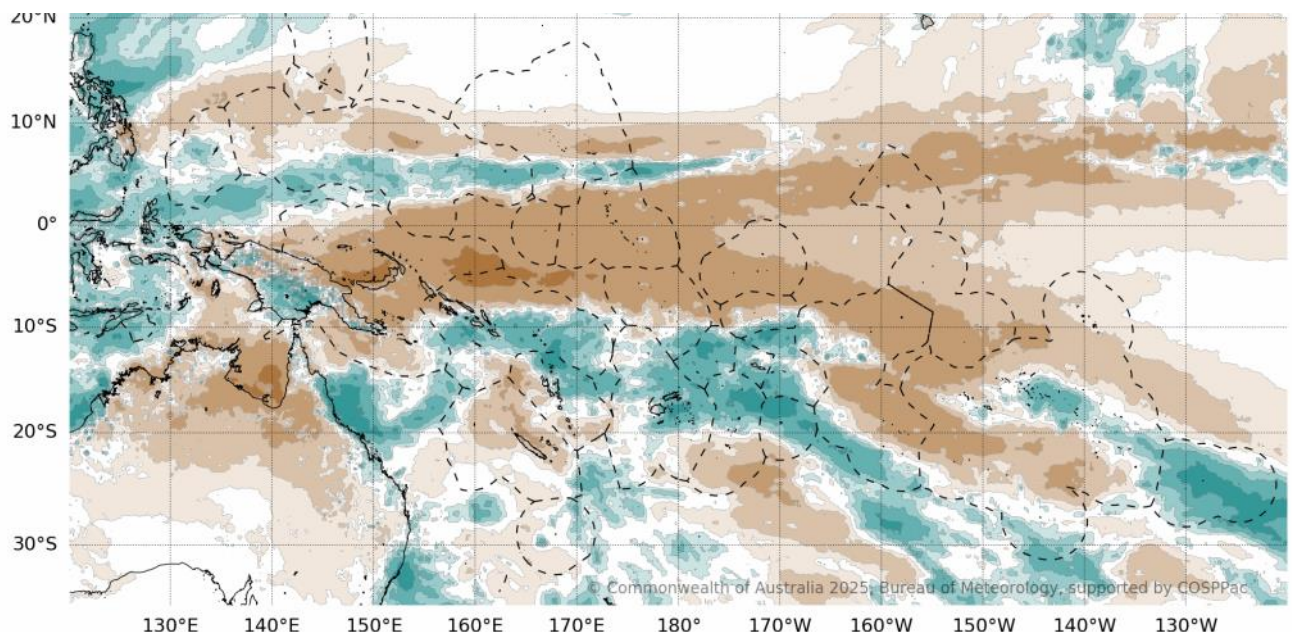 20°N
10°N
0°
10°S
20°S
30°S
© Commonwealth of Australia 2025, Bureau of Meteorology, supported by COSPPac
130°E 140°E 150°E 160°E 170°E 180° 170°W 160°W 150°W 140°W 130°W